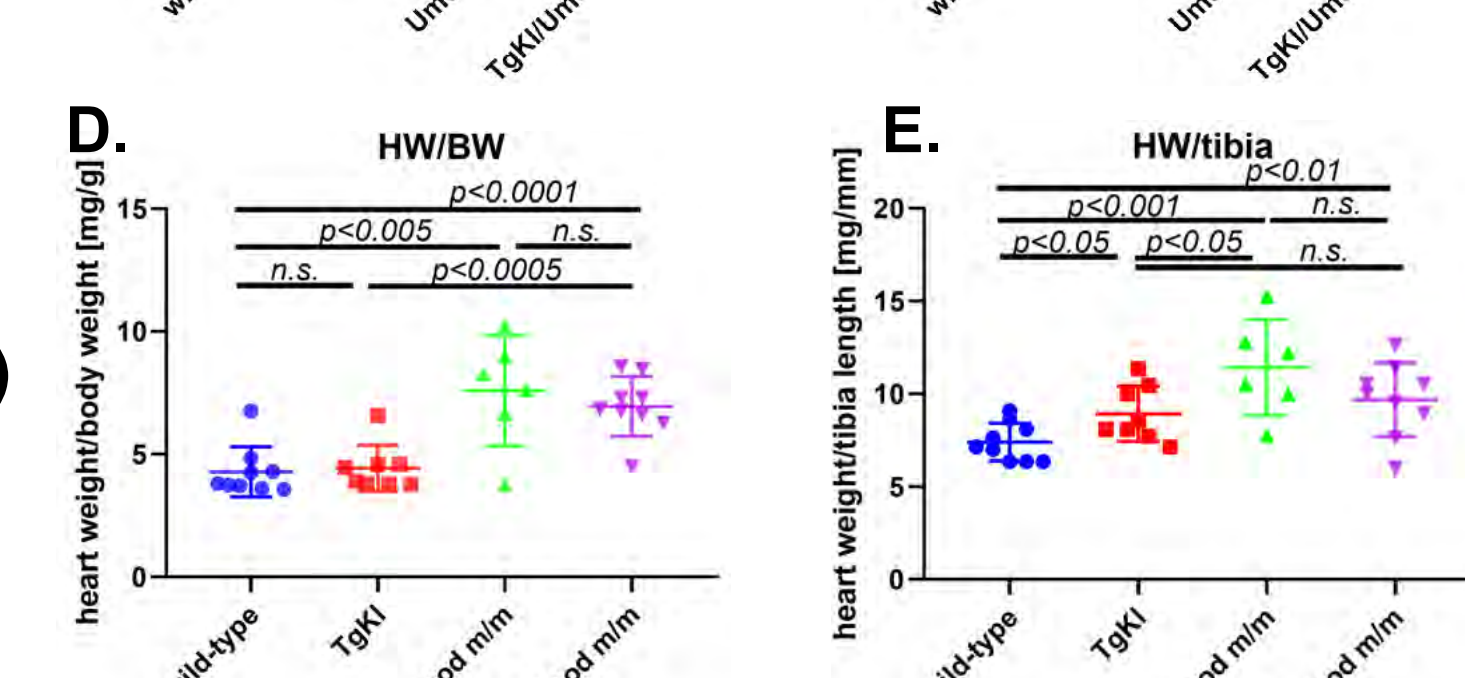 D.
HW/BW
heart weight/body weight [mg/g]
15
10
5
0
p<0.0001
p<0.005
n.s.
n.s.
p<0.0005
TgKI
m/m
m/m
E.
HW/tibia
heart weight/tibia length [mg/mm]
20
15
10
5
0
p<0.01
p<0.001
n.s.
p<0.05
p<0.05
n.s.
TgKI
m/m
m/m